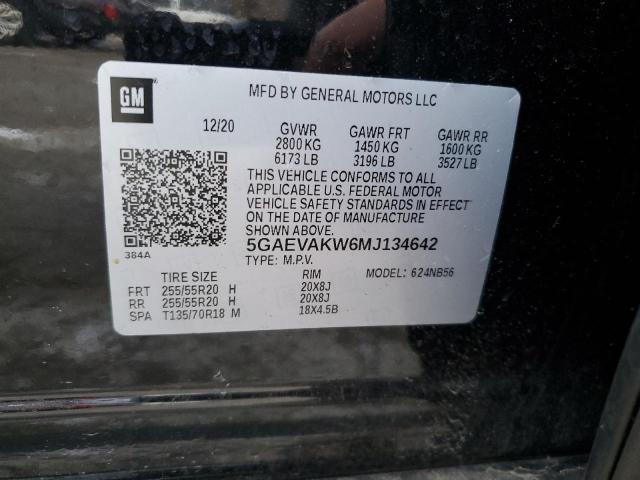 GM
MFD BY GENERAL MOTORS LLC
12/20 GVWR GAWR FRT GAWR RR
2800 KG 1450 KG 1600 KG
6173 LB 3196 LB 3527 LB
THIS VEHICLE CONFORMS TO ALL
APPLICABLE U.S. FEDERAL MOTOR
VEHICLE SAFETY STANDARDS IN EFFECT
ON THE DATE OF MANUFACTURE
SHOWN ABOVE.
384A 5GAEVAKW6MJ134642
TYPE: M.P.V. MODEL: 624NB56
TIRE SIZE RIM
FRT 255/55R20 H 20X8J
RR 255/55R20 H 20X8J
SPA T135/70R18 M 18X4.5B